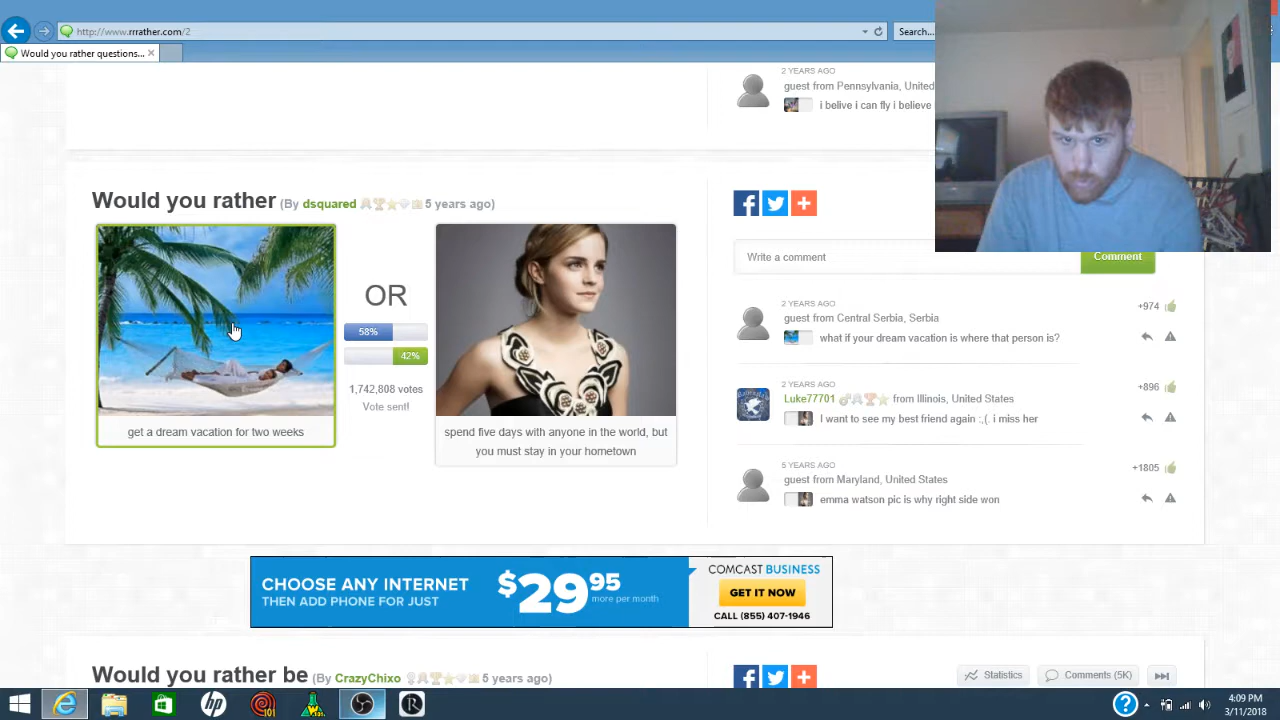 http://www.rrrather.com/2
Search...
Would you rather questions...
2 YEARS AGO
guest from Pennsylvania, United
i belive i can fly i believe
Would you rather (By dsquared 5 years ago)
OR
58%
42%
1,742,808 votes
Vote sent!
get a dream vacation for two weeks
spend five days with anyone in the world, but
you must stay in your hometown
Write a comment
Comment
2 YEARS AGO
+974
guest from Central Serbia, Serbia
what if your dream vacation is where that person is?
2 YEARS AGO
+896
Luke77701 from Illinois, United States
I want to see my best friend again :,(. i miss her
5 YEARS AGO
+1805
guest from Maryland, United States
emma watson pic is why right side won
CHOOSE ANY INTERNET
THEN ADD PHONE FOR JUST
$29.95
more per month
COMCAST BUSINESS
GET IT NOW
CALL (855) 407-1946
Would you rather be (By CrazyChixo 5 years ago)
Statistics
Comments (5K)
hp
101
101
R
?
4:09 PM
3/11/2018